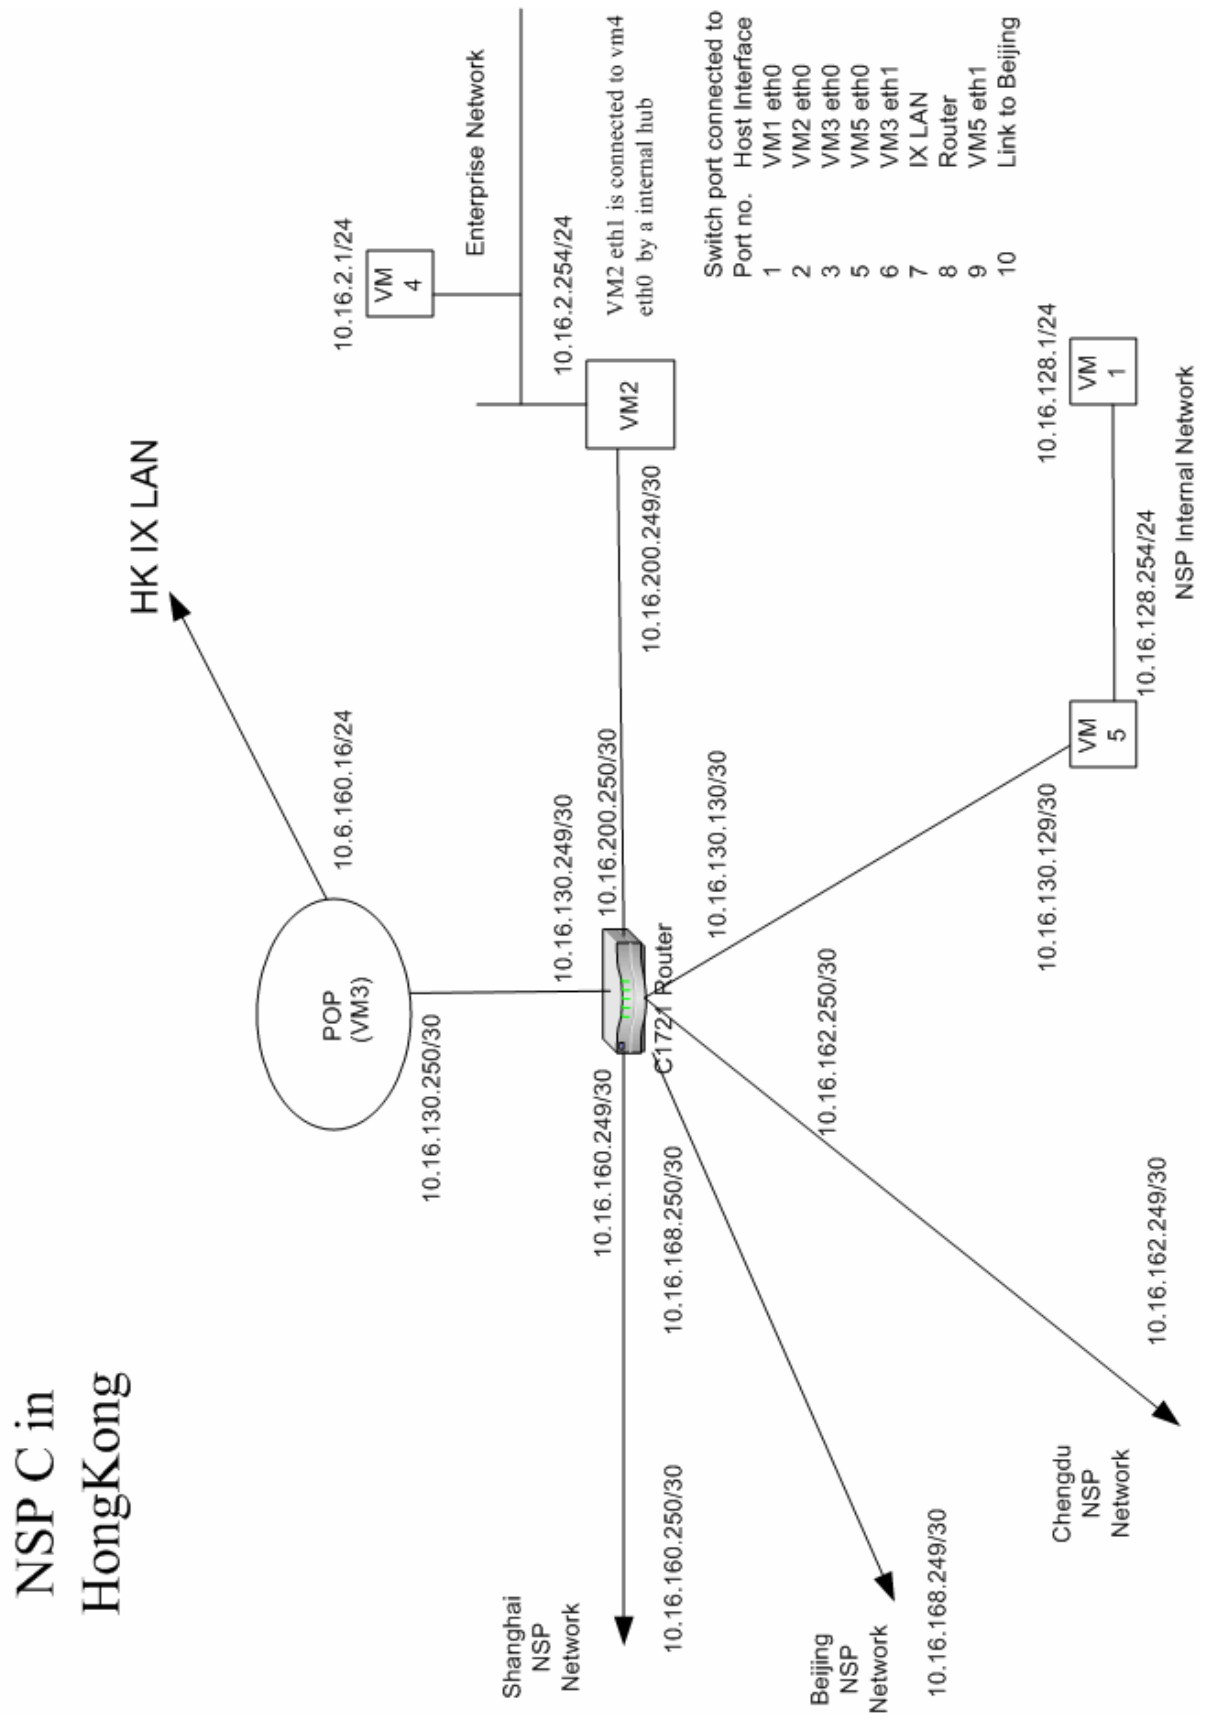 NSP C in
HongKong
HK IX LAN
10.6.160.16/24
POP
(VM3)
10.16.130.250/30
10.16.2.1/24
VM
4
Enterprise Network
10.16.130.249/30
10.16.2.254/24
Shanghai
NSP
Network
10.16.160.249/30
10.16.200.250/30
VM2
VM2 eth1 is connected to vm4
eth0 by a internal hub
10.16.160.250/30
10.16.168.250/30
C1721 Router
10.16.200.249/30
10.16.130.130/30
Switch port connected to
Port no. Host Interface
1 VM1 eth0
2 VM2 eth0
3 VM3 eth0
5 VM5 eth0
6 VM3 eth1
7 IX LAN
8 Router
9 VM5 eth1
10 Link to Beijing
Beijing
NSP
Network
10.16.168.249/30
10.16.162.250/30
10.16.130.129/30
10.16.128.1/24
Chengdu
NSP
Network
VM
5
VM
1
10.16.162.249/30
10.16.128.254/24
NSP Internal Network